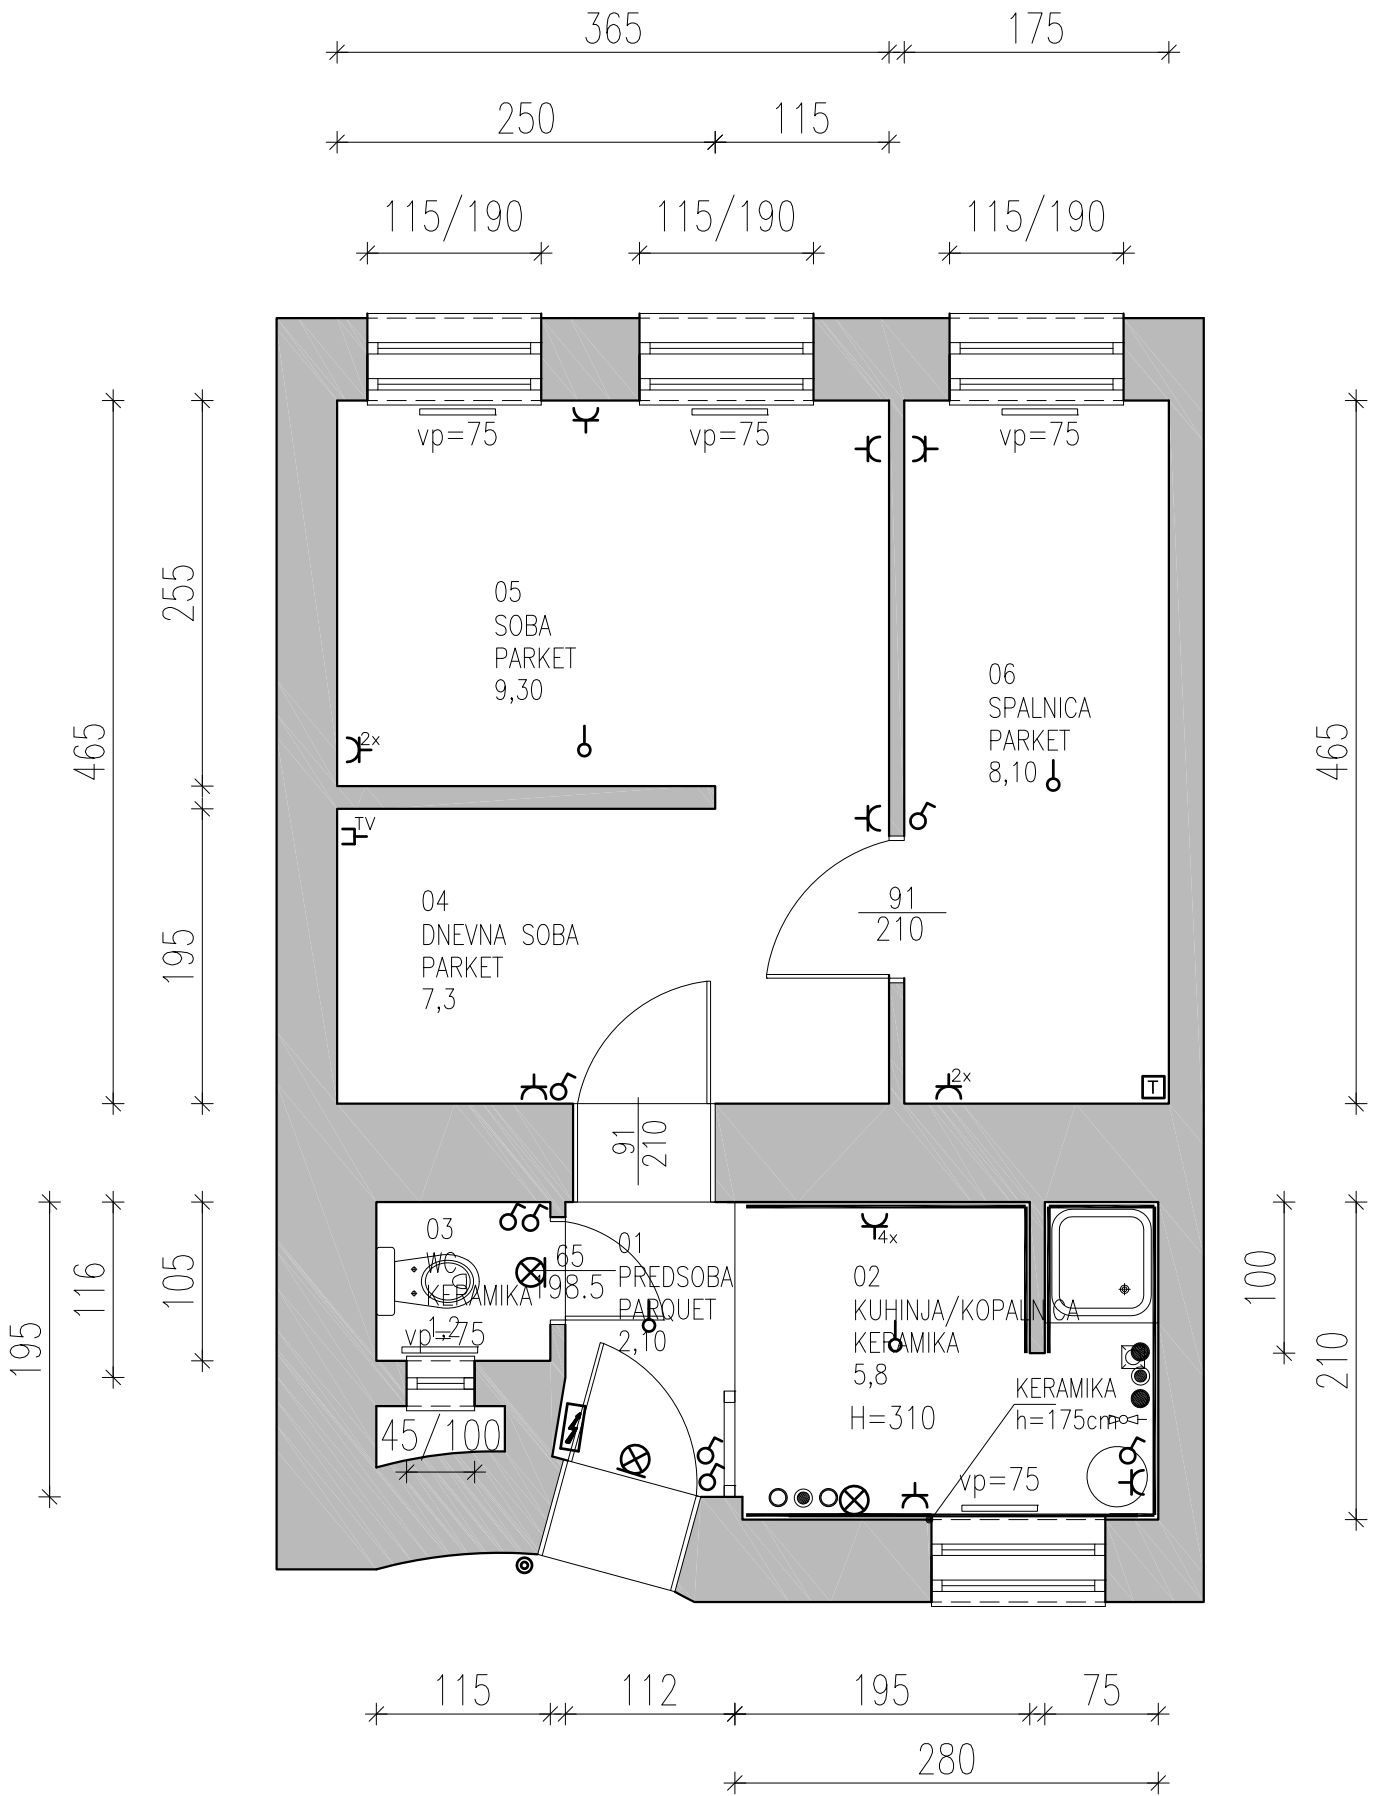 365
175
250
115
115/190
115/190
115/190
vp=75
vp=75
vp=75
465
255
195
465
05
SOBA
PARKET
9,30
2x
06
SPALNICA
PARKET
8,10
TV
04
DNEVNA SOBA
PARKET
7,3
91
210
2x
T
91
210
195
116
105
100
210
03
WC
KERAMIKA
1,2
vp=75
65
198.5
45/100
01
PREDSOBA
PARQUET
2,10
4x
02
KUHINJA/KOPALNICA
KERAMIKA
5,8
H=310
KERAMIKA
h=175cm
vp=75
115
112
195
75
280